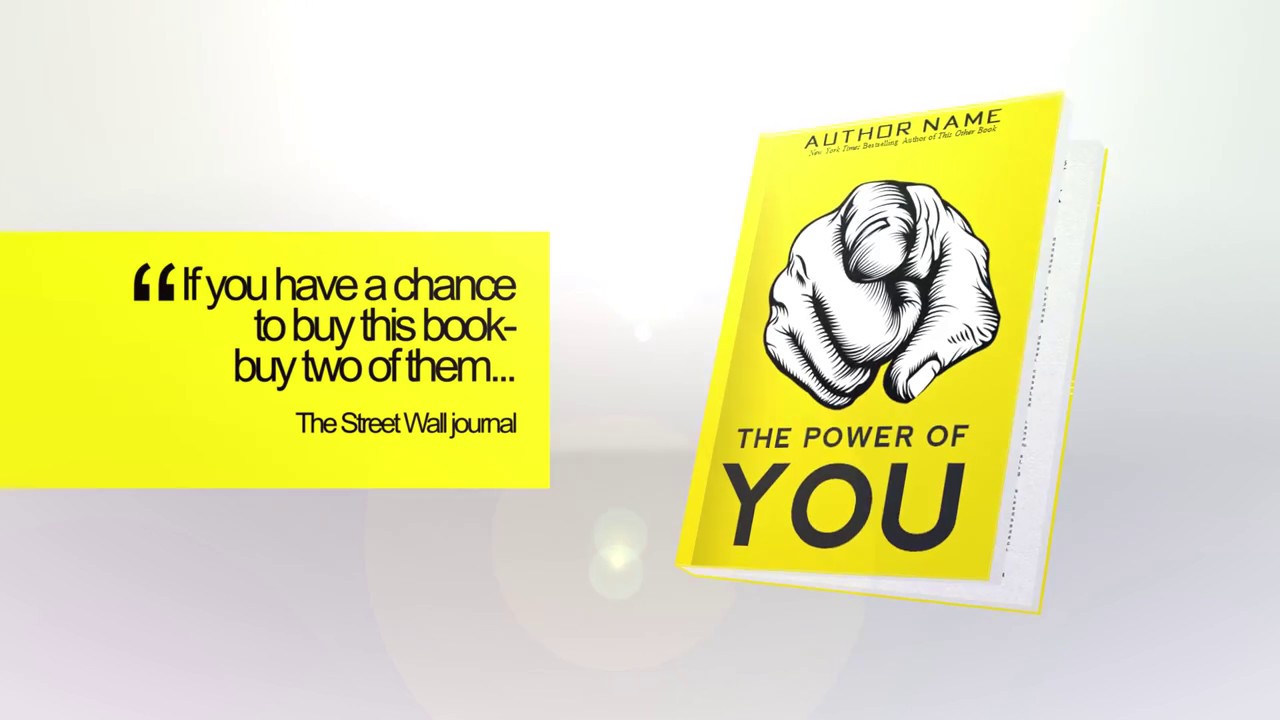 “If you have a chance
to buy this book-
buy two of them...
The Street Wall journal
AUTHOR NAME
New York Times Bestselling Author of This Other Book
THE POWER OF
YOU